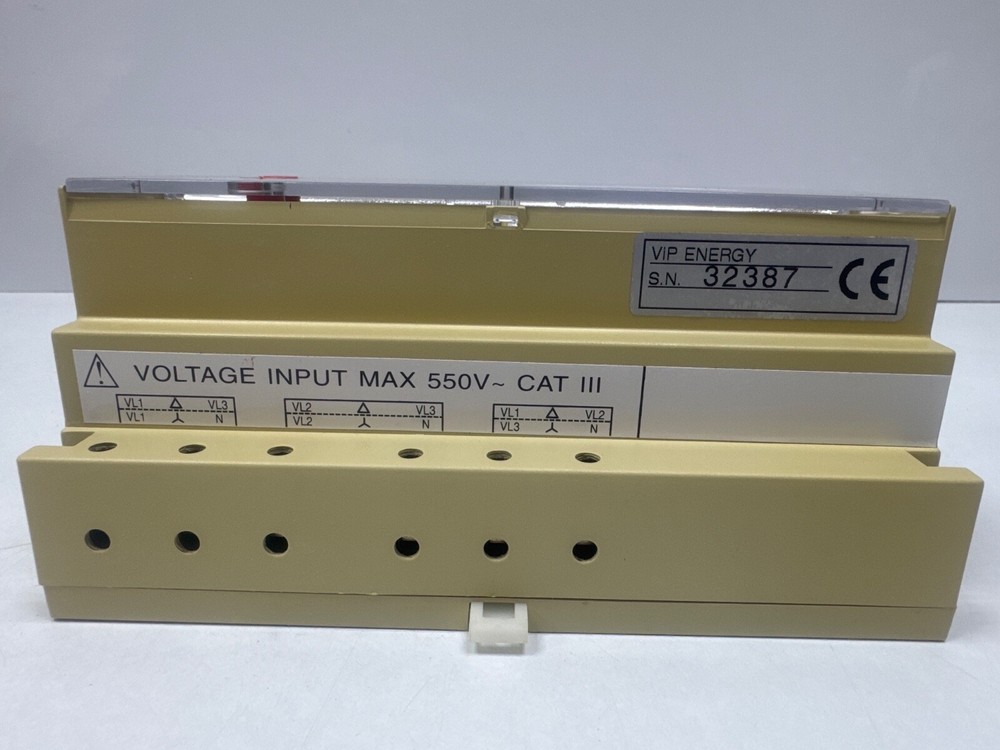 VIP ENERGY
S.N. 32387 CE
VOLTAGE INPUT MAX 550V~ CAT III
VL1 Δ VL3 VL2 Δ VL3 VL1 Δ VL2
VL1 N VL2 N VL3 N